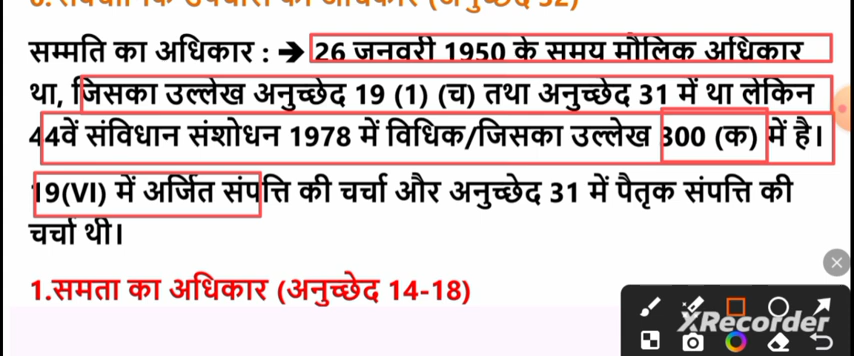 सम्मति का अधिकार : ➔ 26 जनवरी 1950 के समय मौलिक अधिकार
था, जिसका उल्लेख अनुच्छेद 19 (1) (च) तथा अनुच्छेद 31 में था लेकिन
44वें संविधान संशोधन 1978 में विधिक/जिसका उल्लेख 300 (क) में है।
19(VI) में अर्जित संपत्ति की चर्चा और अनुच्छेद 31 में पैतृक संपत्ति की
चर्चा थी।
1.समता का अधिकार (अनुच्छेद 14-18)
XRecorder